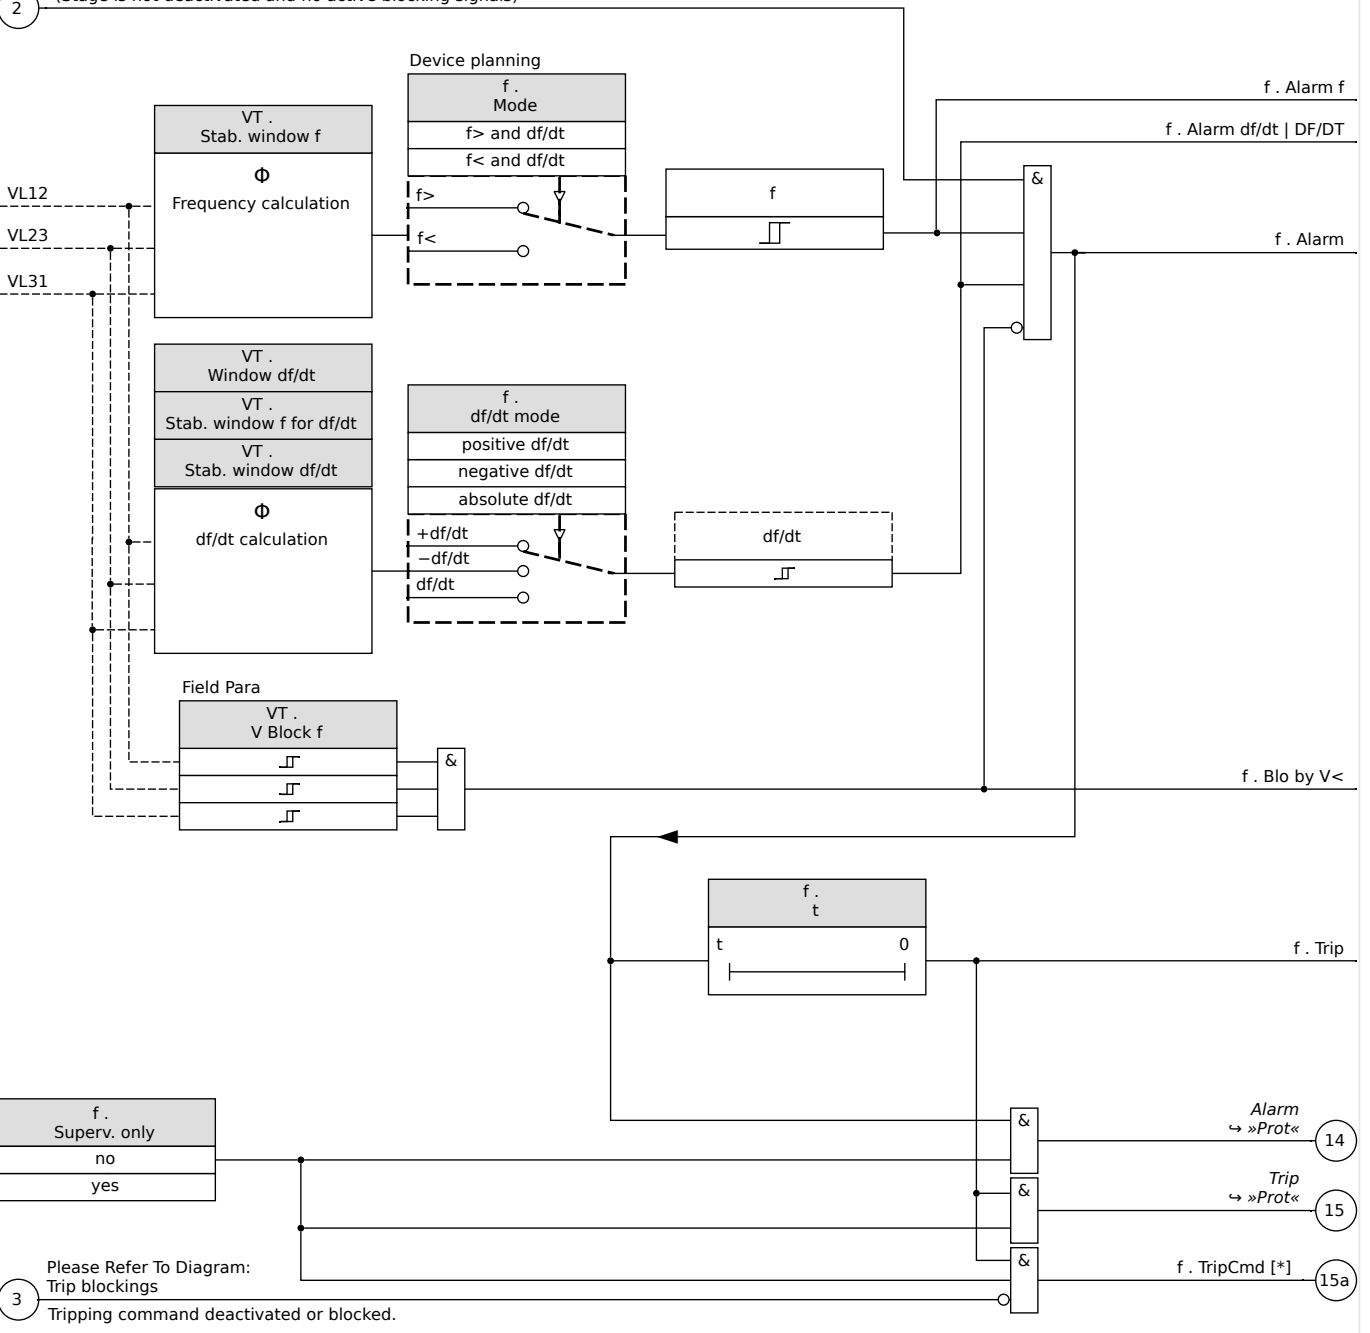 2
(Stage is not deactivated and no active blocking signals)
Device planning
f .
Mode
f> and df/dt
f< and df/dt
f>
f<
VT .
Stab. window f
Φ
Frequency calculation
VL12
VL23
VL31
f
f . Alarm f
f . Alarm df/dt | DF/DT
&
f . Alarm
VT .
Window df/dt
VT .
Stab. window f for df/dt
VT .
Stab. window df/dt
Φ
df/dt calculation
f .
df/dt mode
positive df/dt
negative df/dt
absolute df/dt
+df/dt
−df/dt
df/dt
df/dt
Field Para
VT .
V Block f
&
f . Blo by V<
f .
t
t 0
f . Trip
f .
Superv. only
no
yes
&
Alarm
↪ »Prot«
14
&
Trip
↪ »Prot«
15
&
f . TripCmd [*]
15a
Please Refer To Diagram:
Trip blockings
3
Tripping command deactivated or blocked.